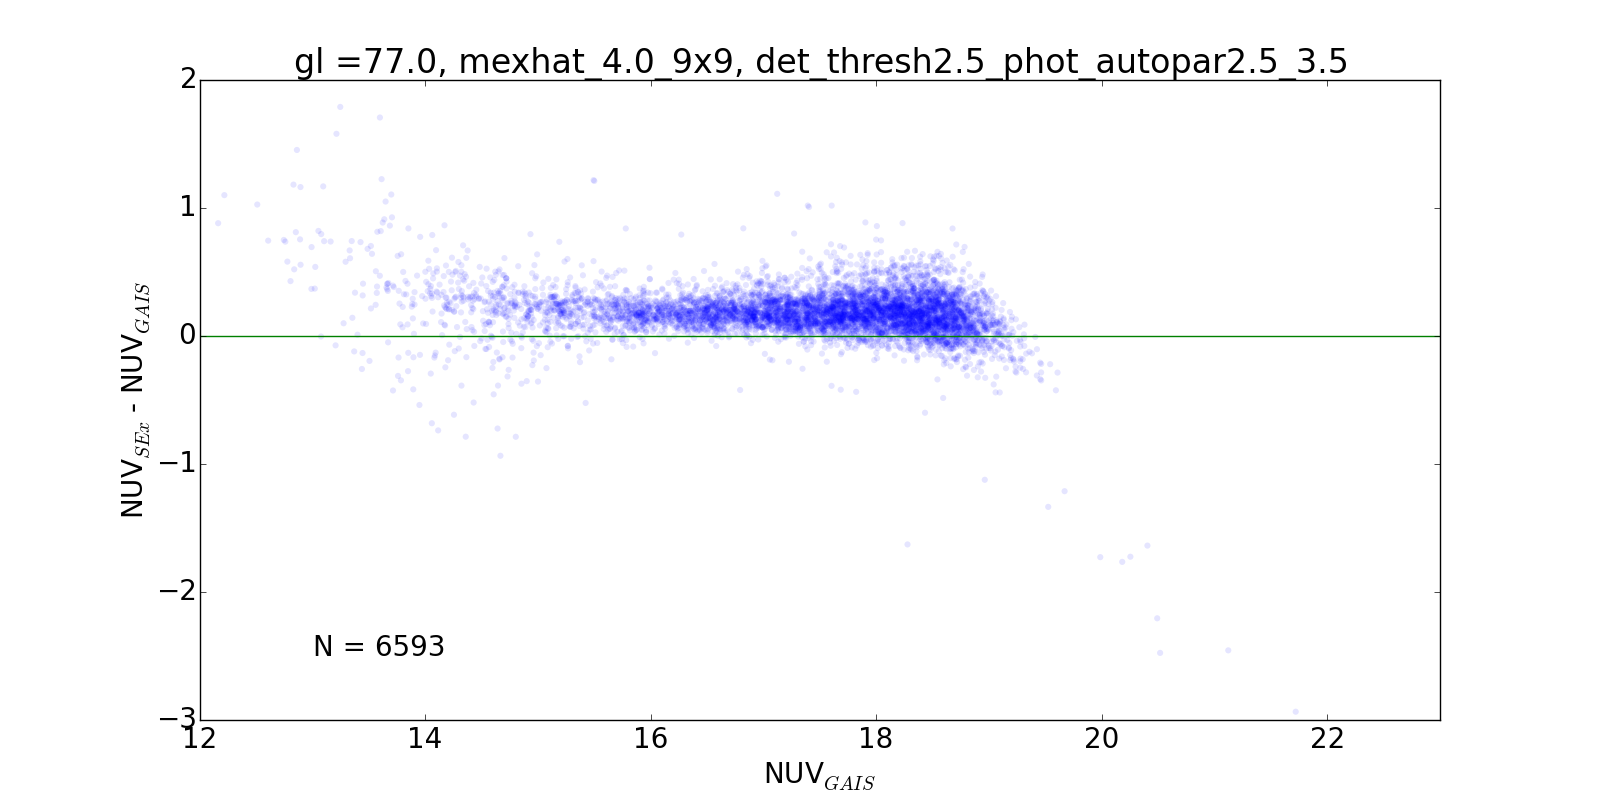 gl =77.0, mexhat_4.0_9x9, det_thresh2.5_phot_autopar2.5_3.5
2
1
0
−1
−2
−3
NUV_SEx - NUV_GAIS
N = 6593
12 14 16 18 20 22
NUV_GAIS